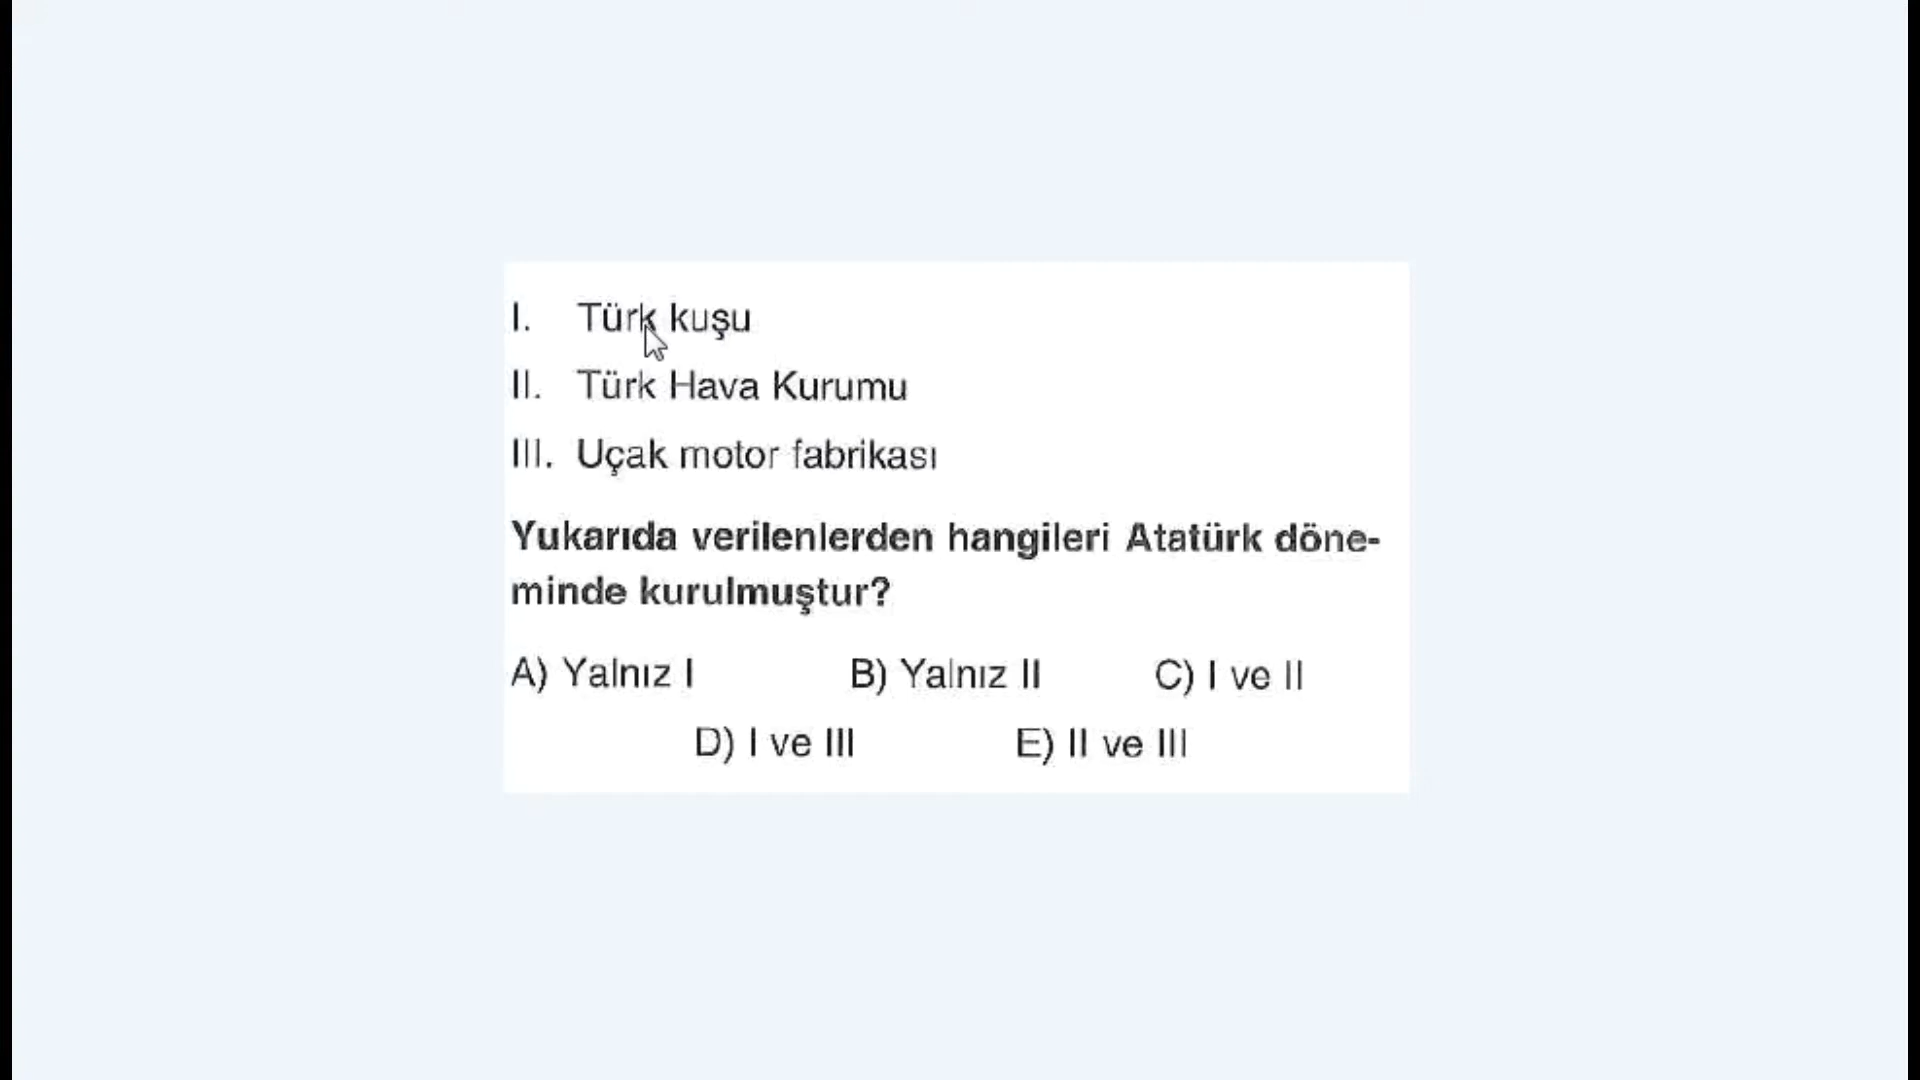 I. Türk kuşu
II. Türk Hava Kurumu
III. Uçak motor fabrikası
Yukarıda verilenlerden hangileri Atatürk döne-
minde kurulmuştur?
A) Yalnız I B) Yalnız II C) I ve II
D) I ve III E) II ve III